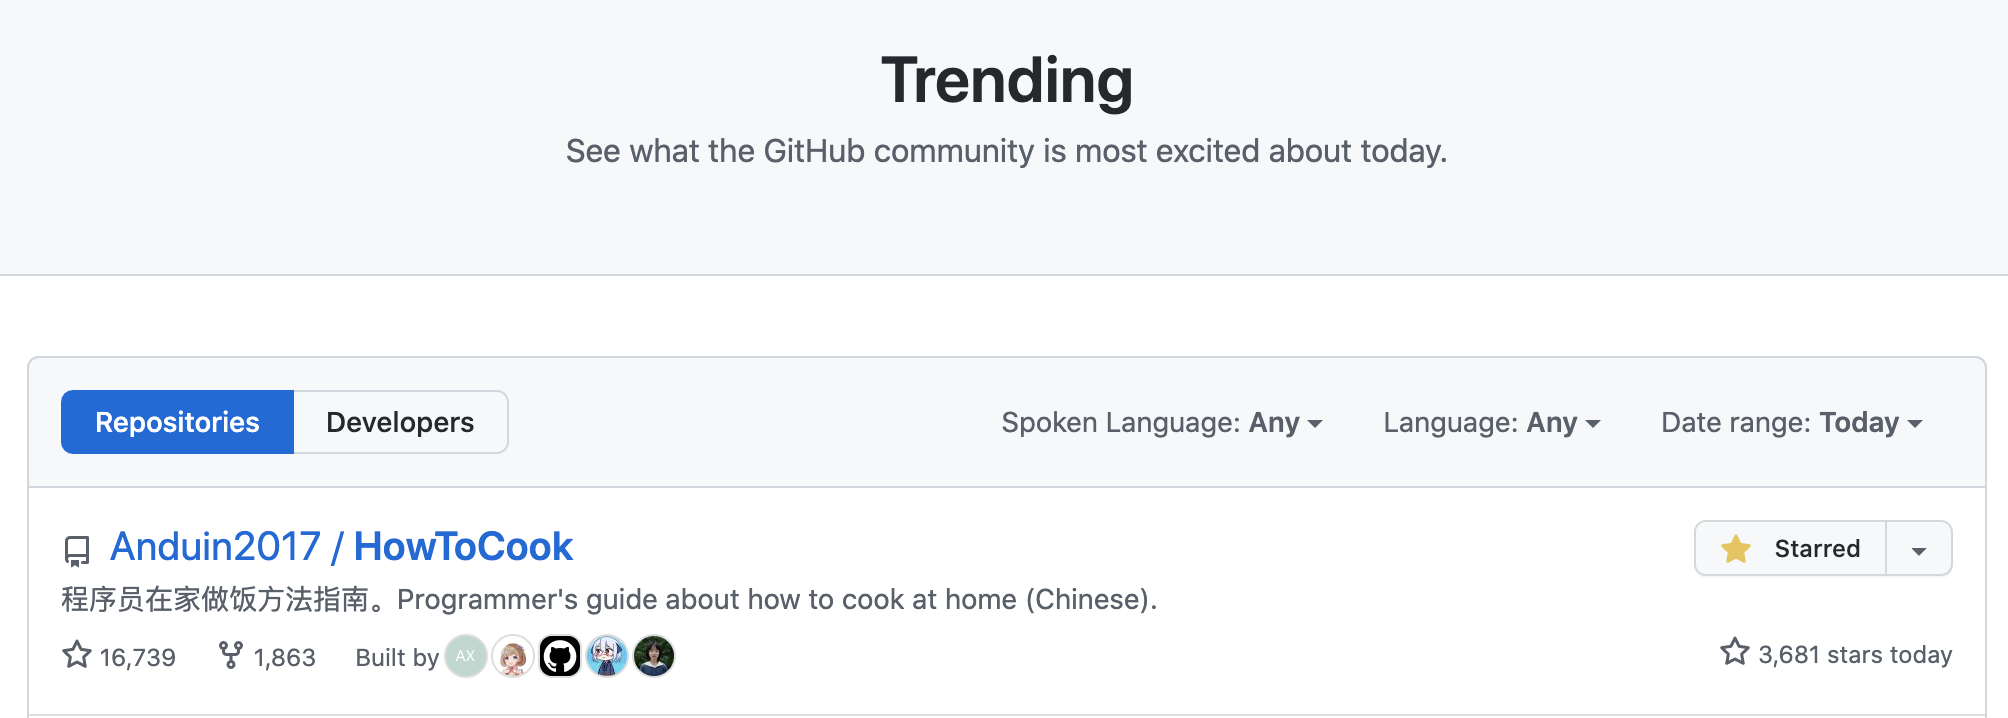 Trending
See what the GitHub community is most excited about today.
Repositories Developers Spoken Language: Any Language: Any Date range: Today
Anduin2017 / HowToCook Starred
程序员在家做饭方法指南。Programmer's guide about how to cook at home (Chinese).
16,739 1,863 Built by AX 3,681 stars today